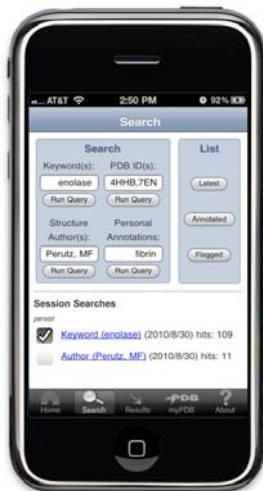 AT&T 2:50 PM 92%
Search
Search
Keyword(s): PDB ID(s):
enolase 4HHB,7EN
Run Query Run Query
Structure Personal
Author(s): Annotations:
Perutz, MF fibrin
Run Query Run Query
List
Latest
Annotated
Flagged
Session Searches
persist
Keyword (enolase) (2010/8/30) hits: 109
Author (Perutz, MF) (2010/8/30) hits: 11
Home Search Results myPDB About